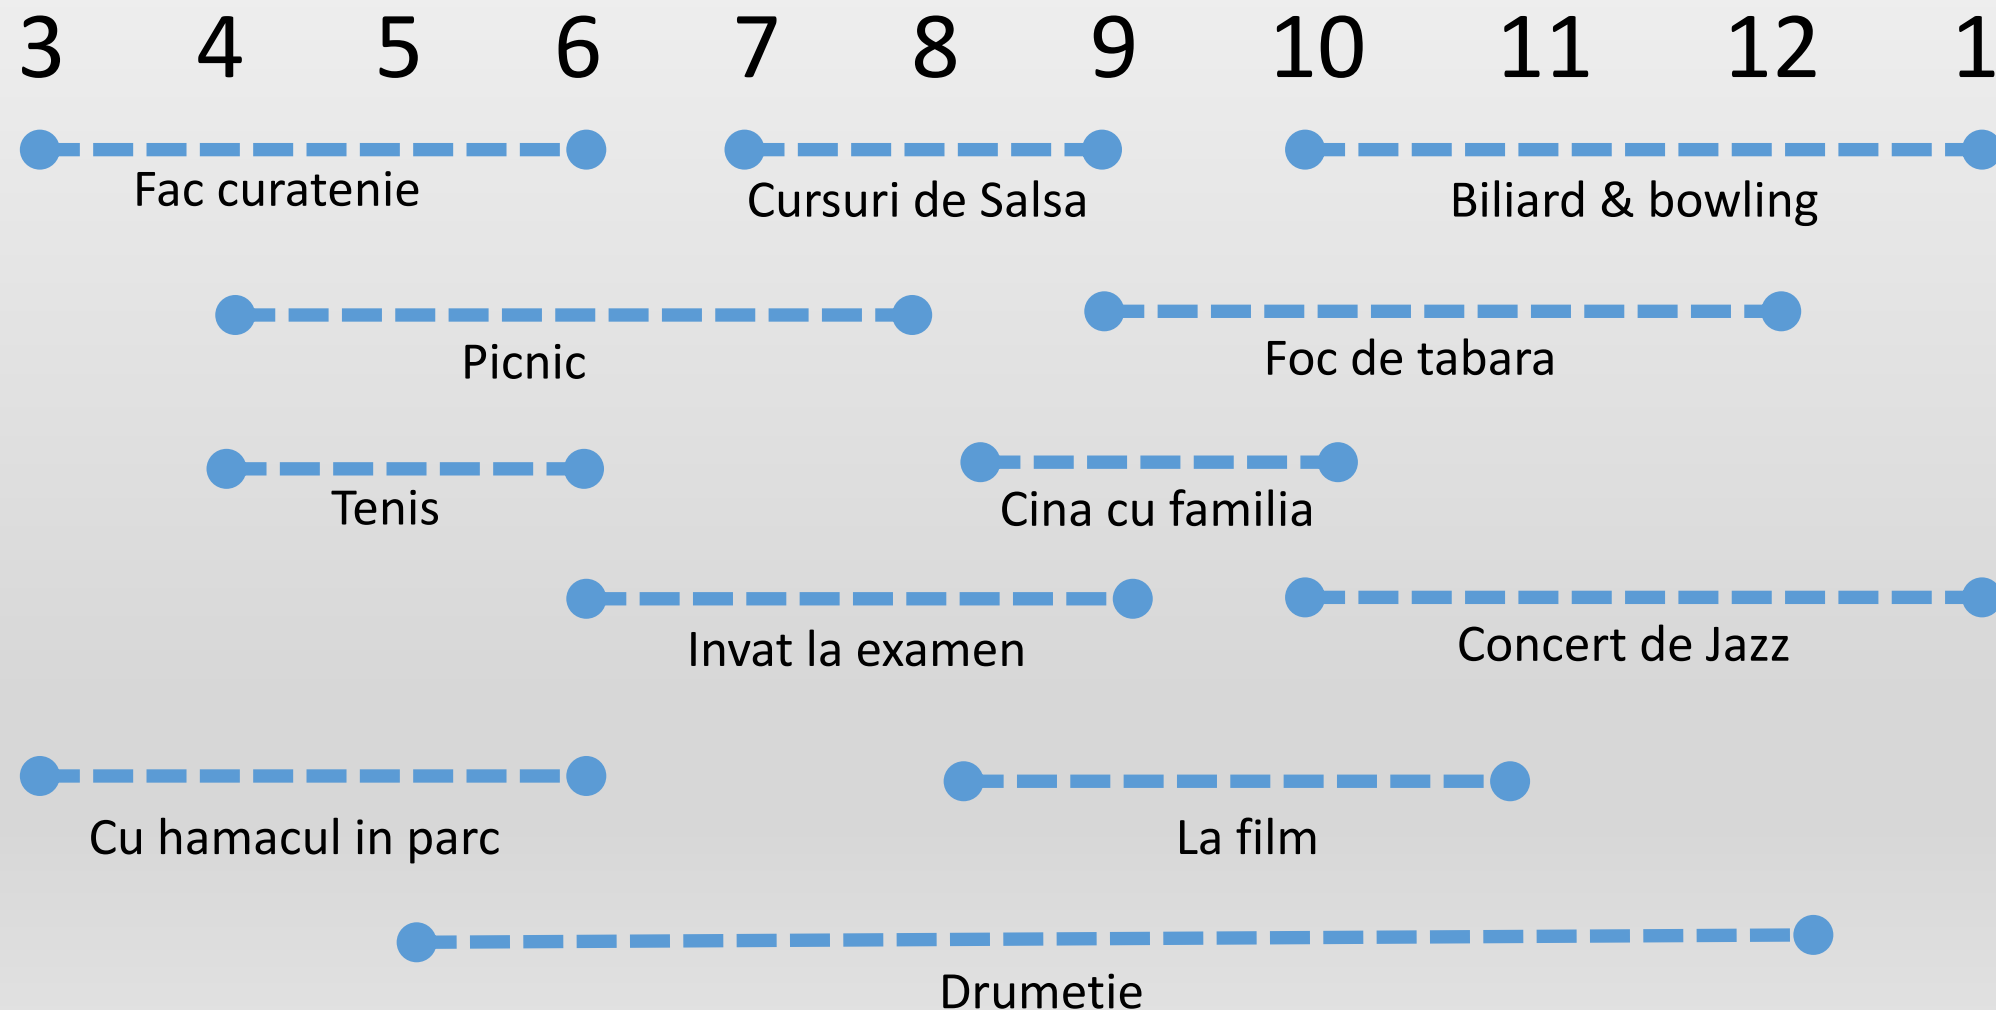 3 4 5 6 7 8 9 10 11 12 1
Fac curatenie Cursuri de Salsa Biliard & bowling
Picnic Foc de tabara
Tenis Cina cu familia
Invat la examen Concert de Jazz
Cu hamacul in parc La film
Drumetie